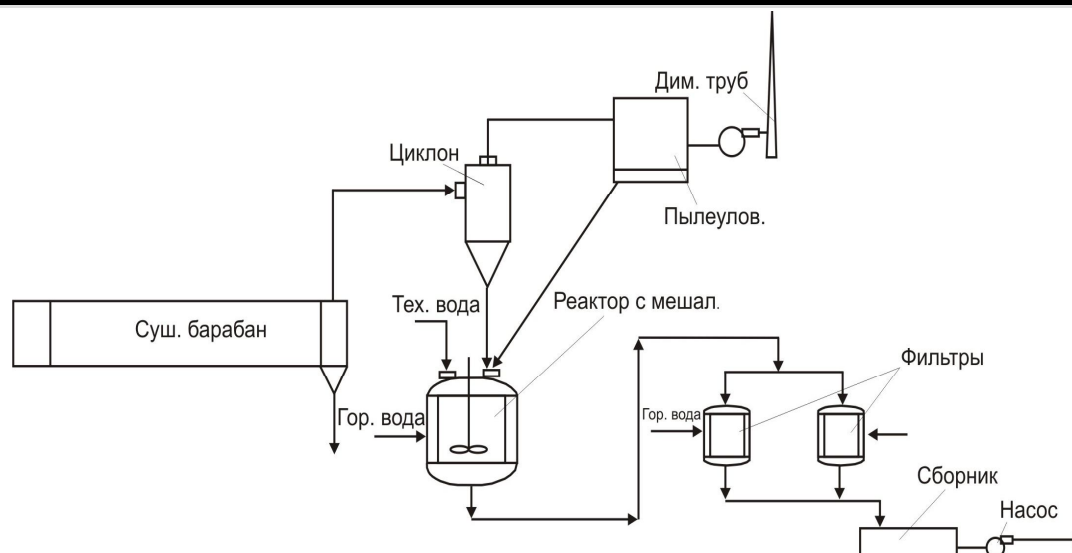 Дим. труб
Циклон
Пылеулов.
Тех. вода
Реактор с мешал.
Суш. барабан
Фильтры
Гор. вода
Гор. вода
Сборник
Насос